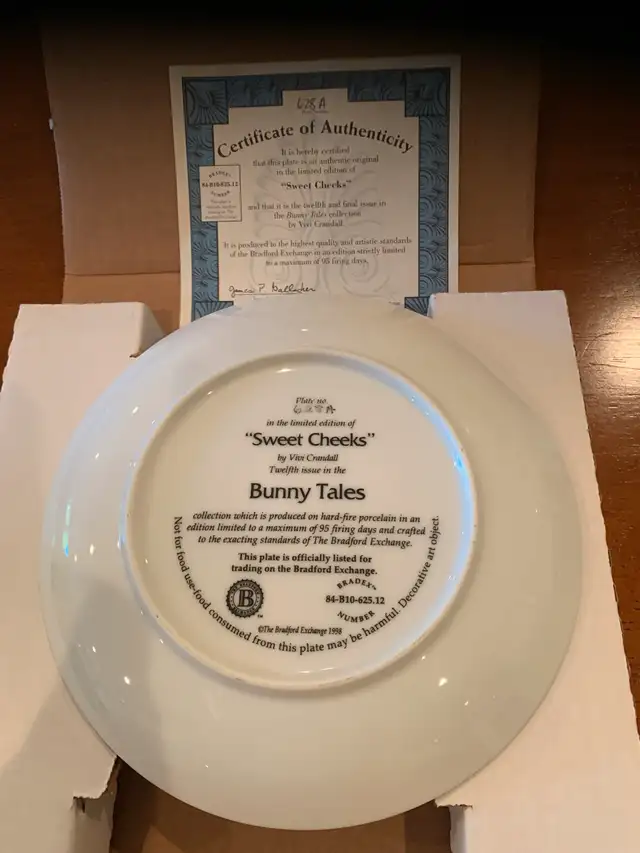 628A
Certificate of Authenticity
It is hereby certified
that this plate is an authentic original
in the limited edition of
"Sweet Cheeks"
and that it is the twelfth and final issue in
the Bunny Tales collection
by Vivi Crandall
It is produced to the highest quality and artistic standards
of the Bradford Exchange in an edition strictly limited
to a maximum of 95 firing days.
BRADEX
84-B10-625.12
NUMBER
Plate no.
628A
in the limited edition of
"Sweet Cheeks"
by Vivi Crandall
Twelfth issue in the
Bunny Tales
collection which is produced on hard-fire porcelain in an
edition limited to a maximum of 95 firing days and crafted
to the exacting standards of The Bradford Exchange.
This plate is officially listed for
trading on the Bradford Exchange.
B
™
BRADEX™
84-B10-625.12
NUMBER
©The Bradford Exchange 1998
Not for food use-food consumed from this plate may be harmful. Decorative art object.